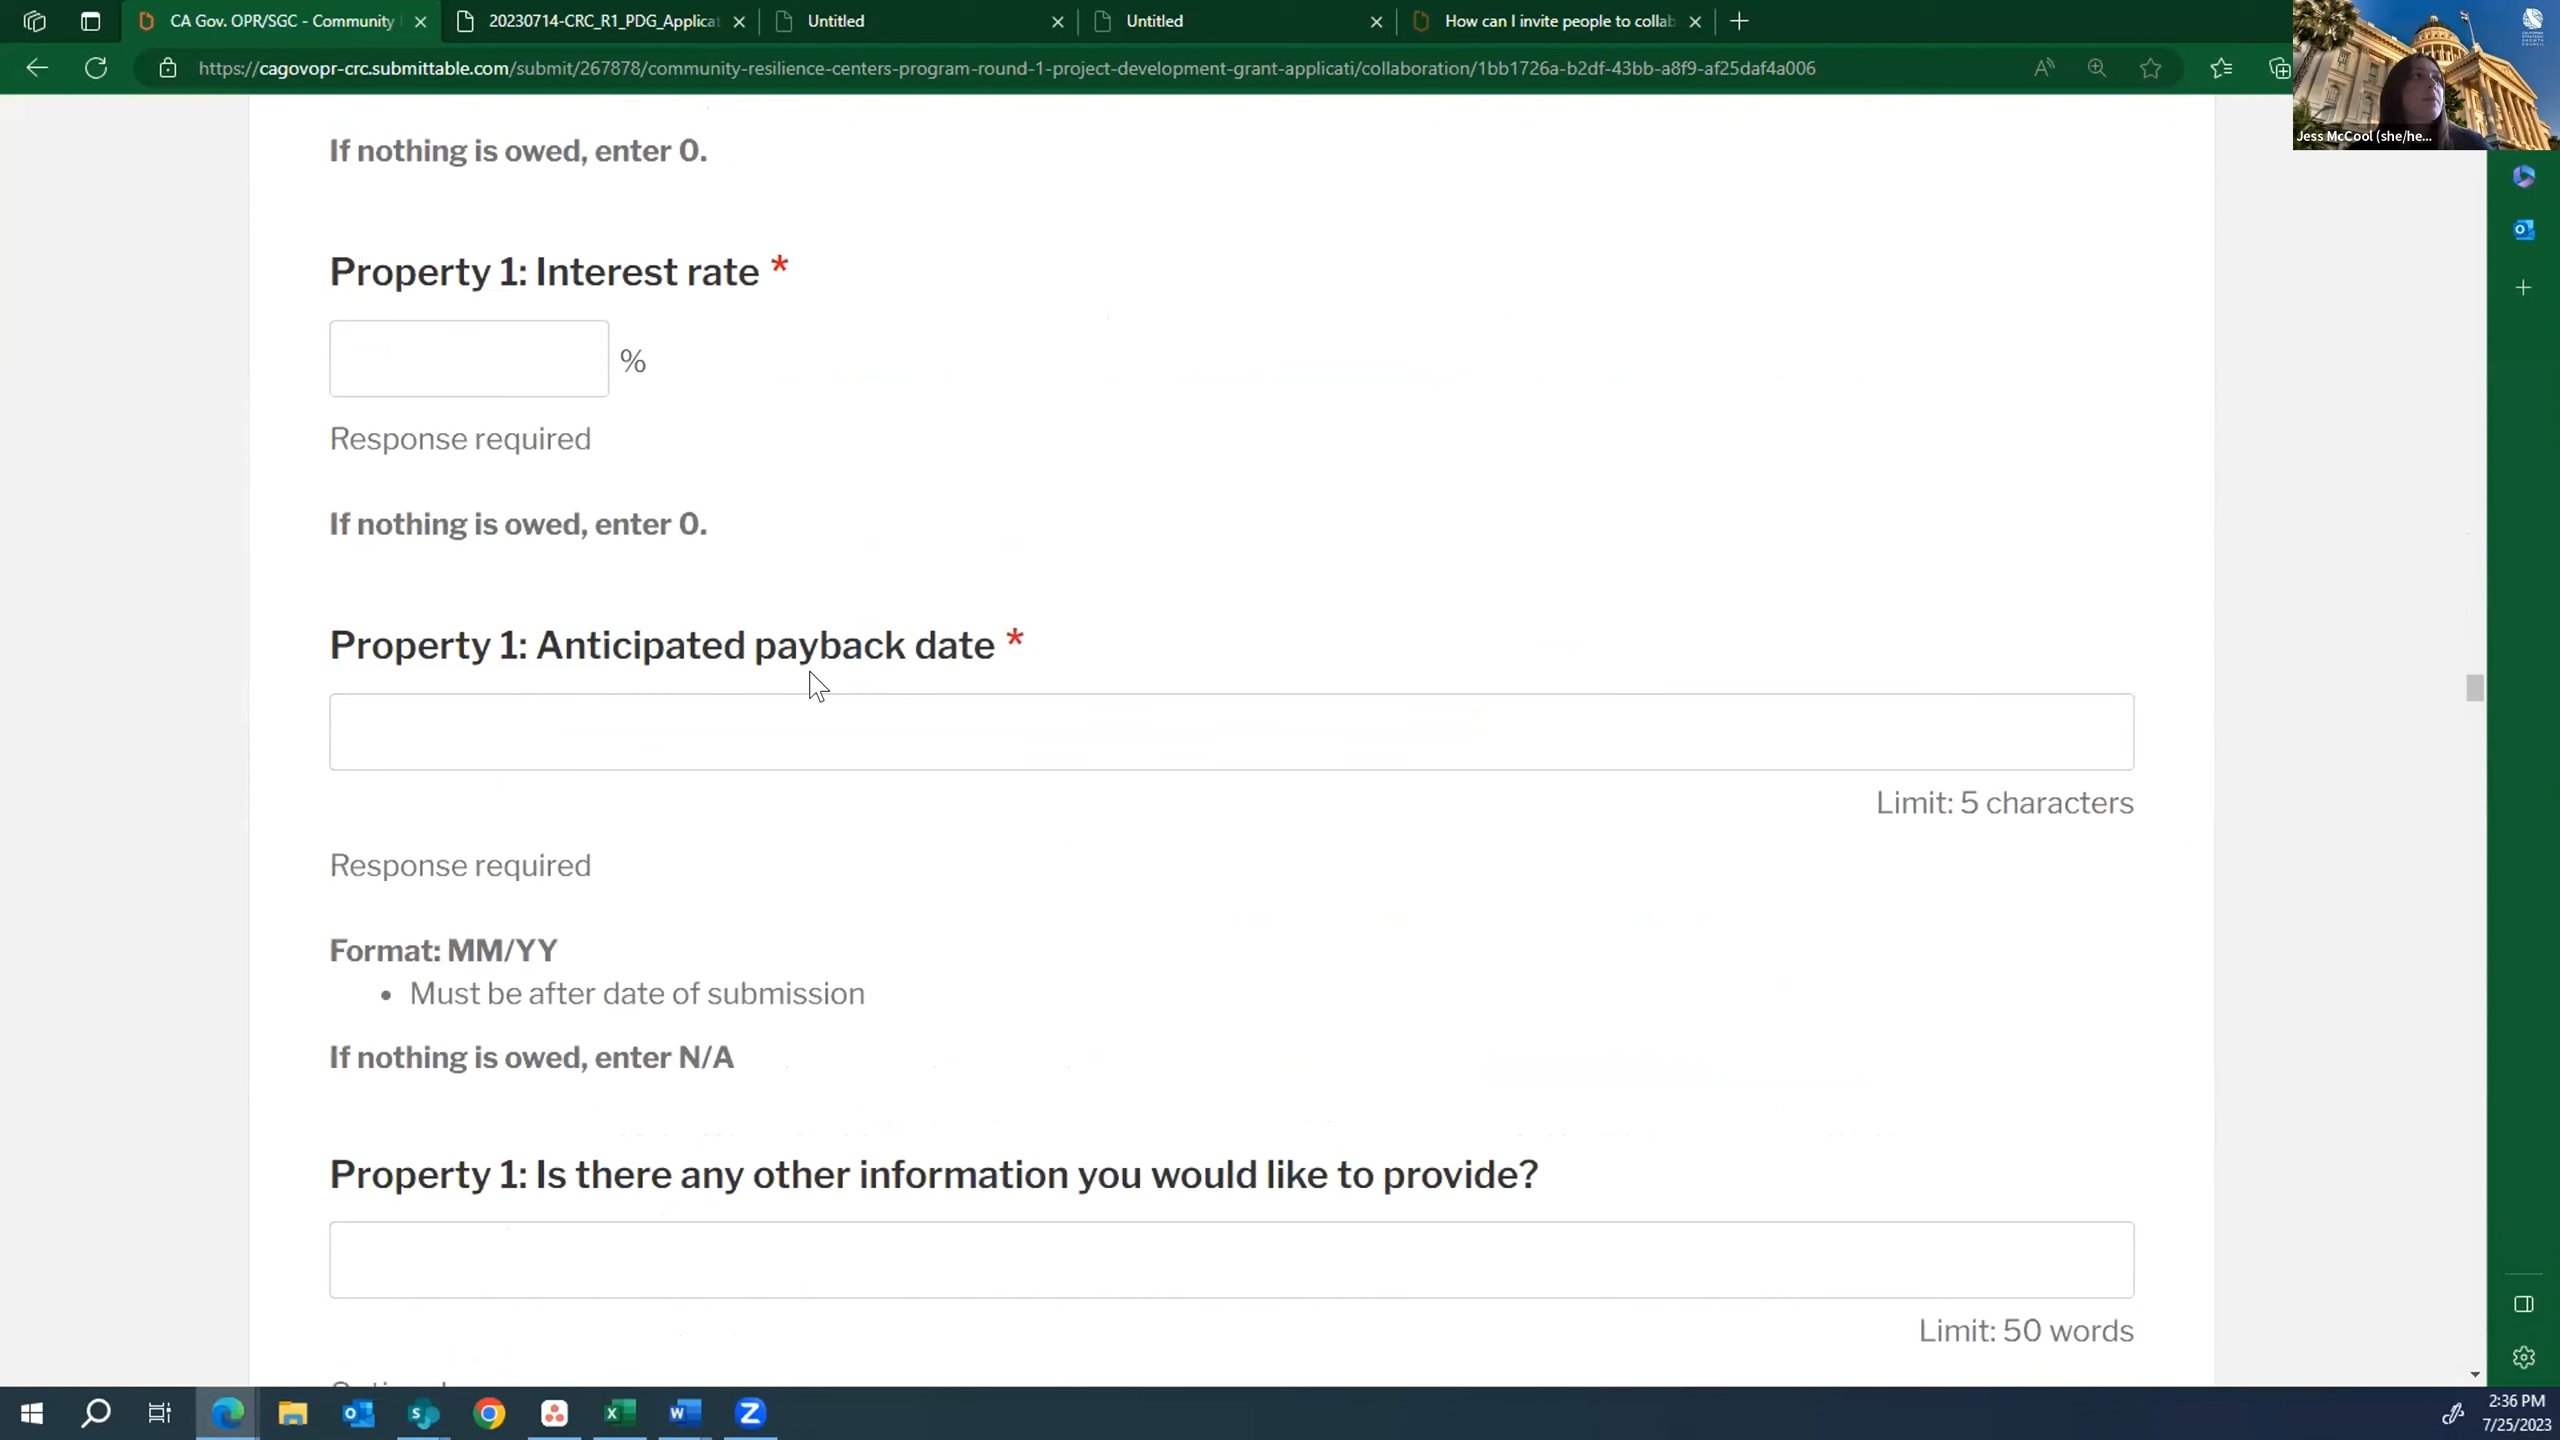 CA Gov. OPR/SGC - Community
20230714-CRC_R1_PDG_Applicat
Untitled
Untitled
How can I invite people to collab
https://cagovopr-crc.submittable.com/submit/267878/community-resilience-centers-program-round-1-project-development-grant-applicati/collaboration/1bb1726a-b2df-43bb-a8f9-af25daf4a006
Jess McCool (she/he...
If nothing is owed, enter 0.
Property 1: Interest rate *
%
Response required
If nothing is owed, enter 0.
Property 1: Anticipated payback date *
Limit: 5 characters
Response required
Format: MM/YY
• Must be after date of submission
If nothing is owed, enter N/A
Property 1: Is there any other information you would like to provide?
Limit: 50 words
2:36 PM
7/25/2023